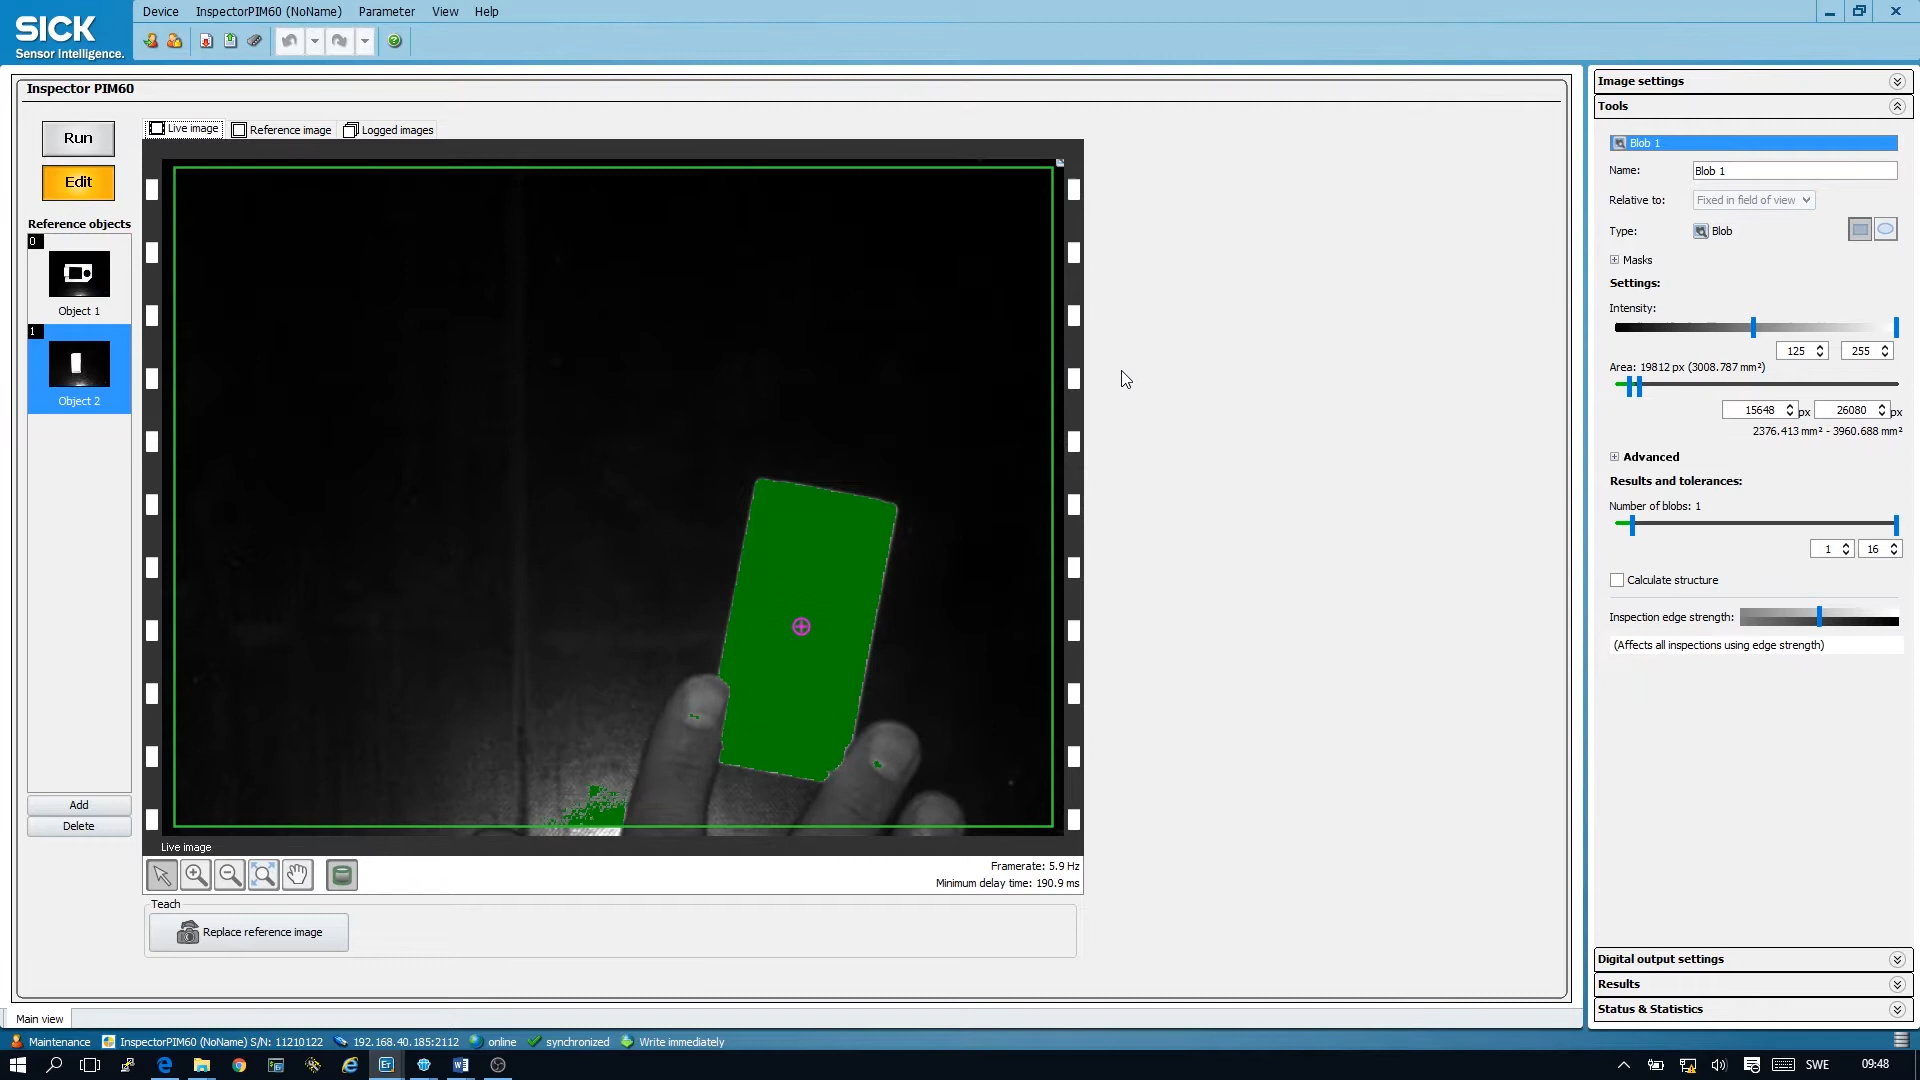 SICK
Sensor Intelligence.
Device InspectorPIM60 (NoName) Parameter View Help
Inspector PIM60
Run
Edit
Reference objects
0
Object 1
1
Object 2
Add
Delete
Live image Reference image Logged images
Live image
Framerate: 5.9 Hz
Minimum delay time: 190.9 ms
Teach
Replace reference image
Main view
Image settings
Tools
Blob 1
Name: Blob 1
Relative to: Fixed in field of view
Type: Blob
Masks
Settings:
Intensity:
125 255
Area: 19812 px (3008.787 mm²)
15648 px 26080 px
2376.413 mm² - 3960.688 mm²
Advanced
Results and tolerances:
Number of blobs: 1
1 16
Calculate structure
Inspection edge strength:
(Affects all inspections using edge strength)
Digital output settings
Results
Status & Statistics
Maintenance InspectorPIM60 (NoName) S/N: 11210122 192.168.40.185:2112 online synchronized Write immediately
SWE 09:48